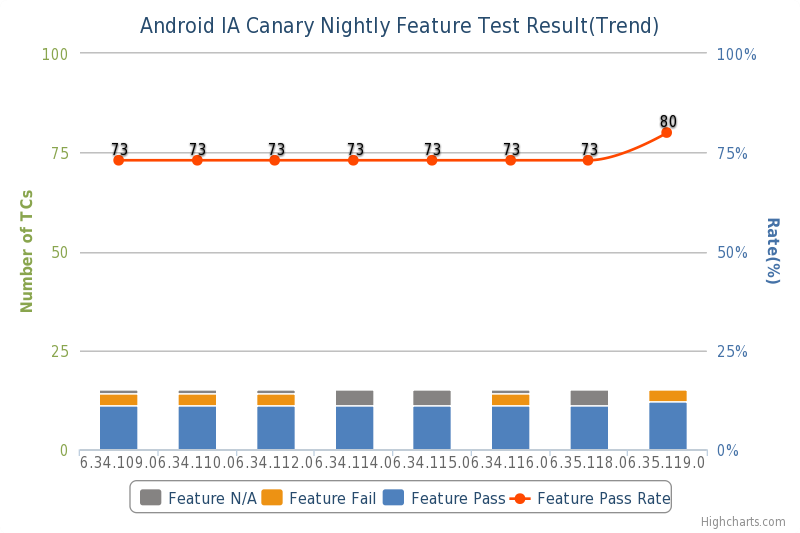 Android IA Canary Nightly Feature Test Result(Trend)
100
75
50
25
0
Number of TCs
100%
75%
50%
25%
0%
Rate(%)
73 73 73 73 73 73 73 80
6.34.109.0 6.34.110.0 6.34.112.0 6.34.114.0 6.34.115.0 6.34.116.0 6.35.118.0 6.35.119.0
Feature N/A Feature Fail Feature Pass Feature Pass Rate
Highcharts.com